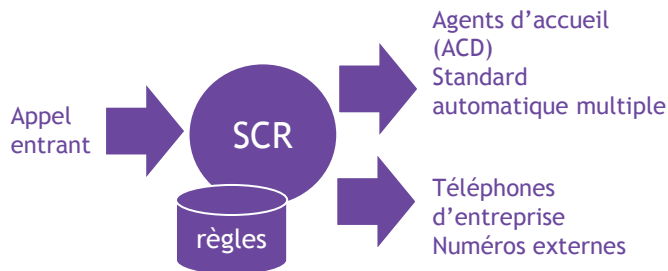 Appel
entrant
SCR
règles
Agents d’accueil
(ACD)
Standard
automatique multiple
Téléphones
d’entreprise
Numéros externes